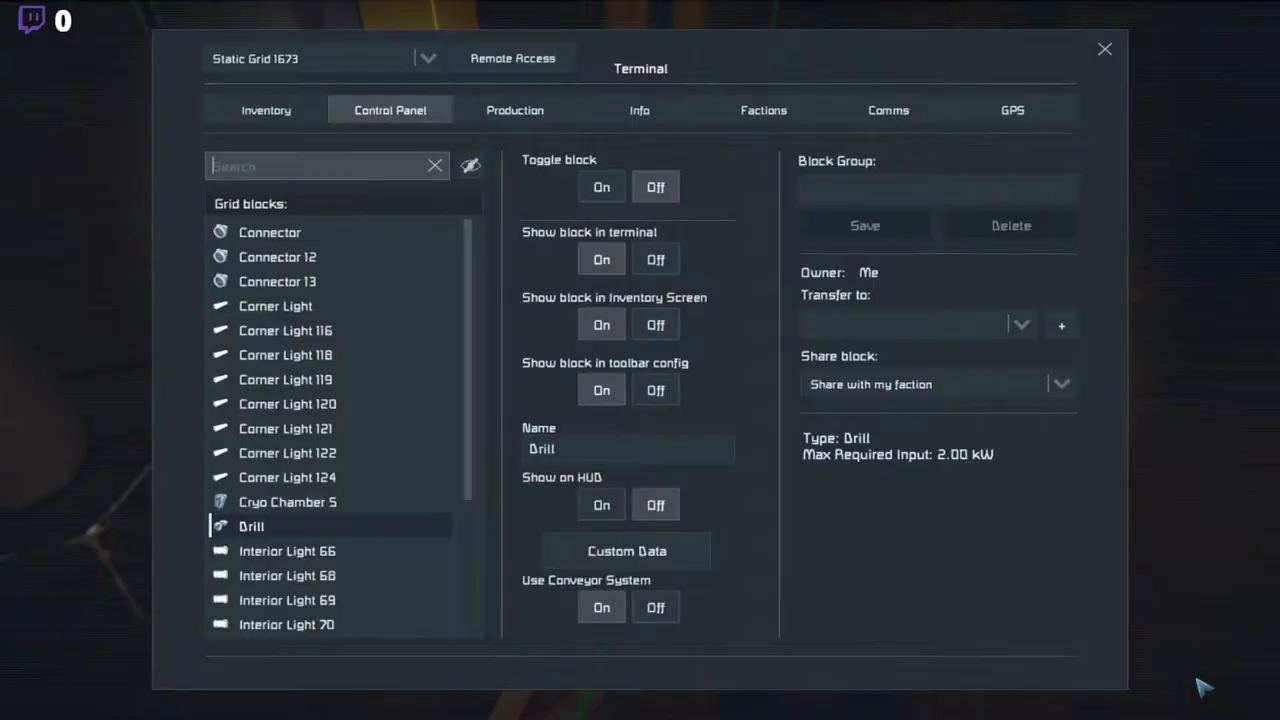 0
Static Grid 1673
Remote Access
Terminal
Inventory
Control Panel
Production
Info
Factions
Comms
GPS
Search
Grid blocks:
Connector
Connector 12
Connector 13
Corner Light
Corner Light 116
Corner Light 118
Corner Light 119
Corner Light 120
Corner Light 121
Corner Light 122
Corner Light 124
Cryo Chamber 5
Drill
Interior Light 66
Interior Light 68
Interior Light 69
Interior Light 70
Toggle block
On Off
Show block in terminal
On Off
Show block in Inventory Screen
On Off
Show block in toolbar config
On Off
Name
Drill
Show on HUD
On Off
Custom Data
Use Conveyor System
On Off
Block Group:
Save Delete
Owner: Me
Transfer to:
+
Share block:
Share with my faction
Type: Drill
Max Required Input: 2.00 kW